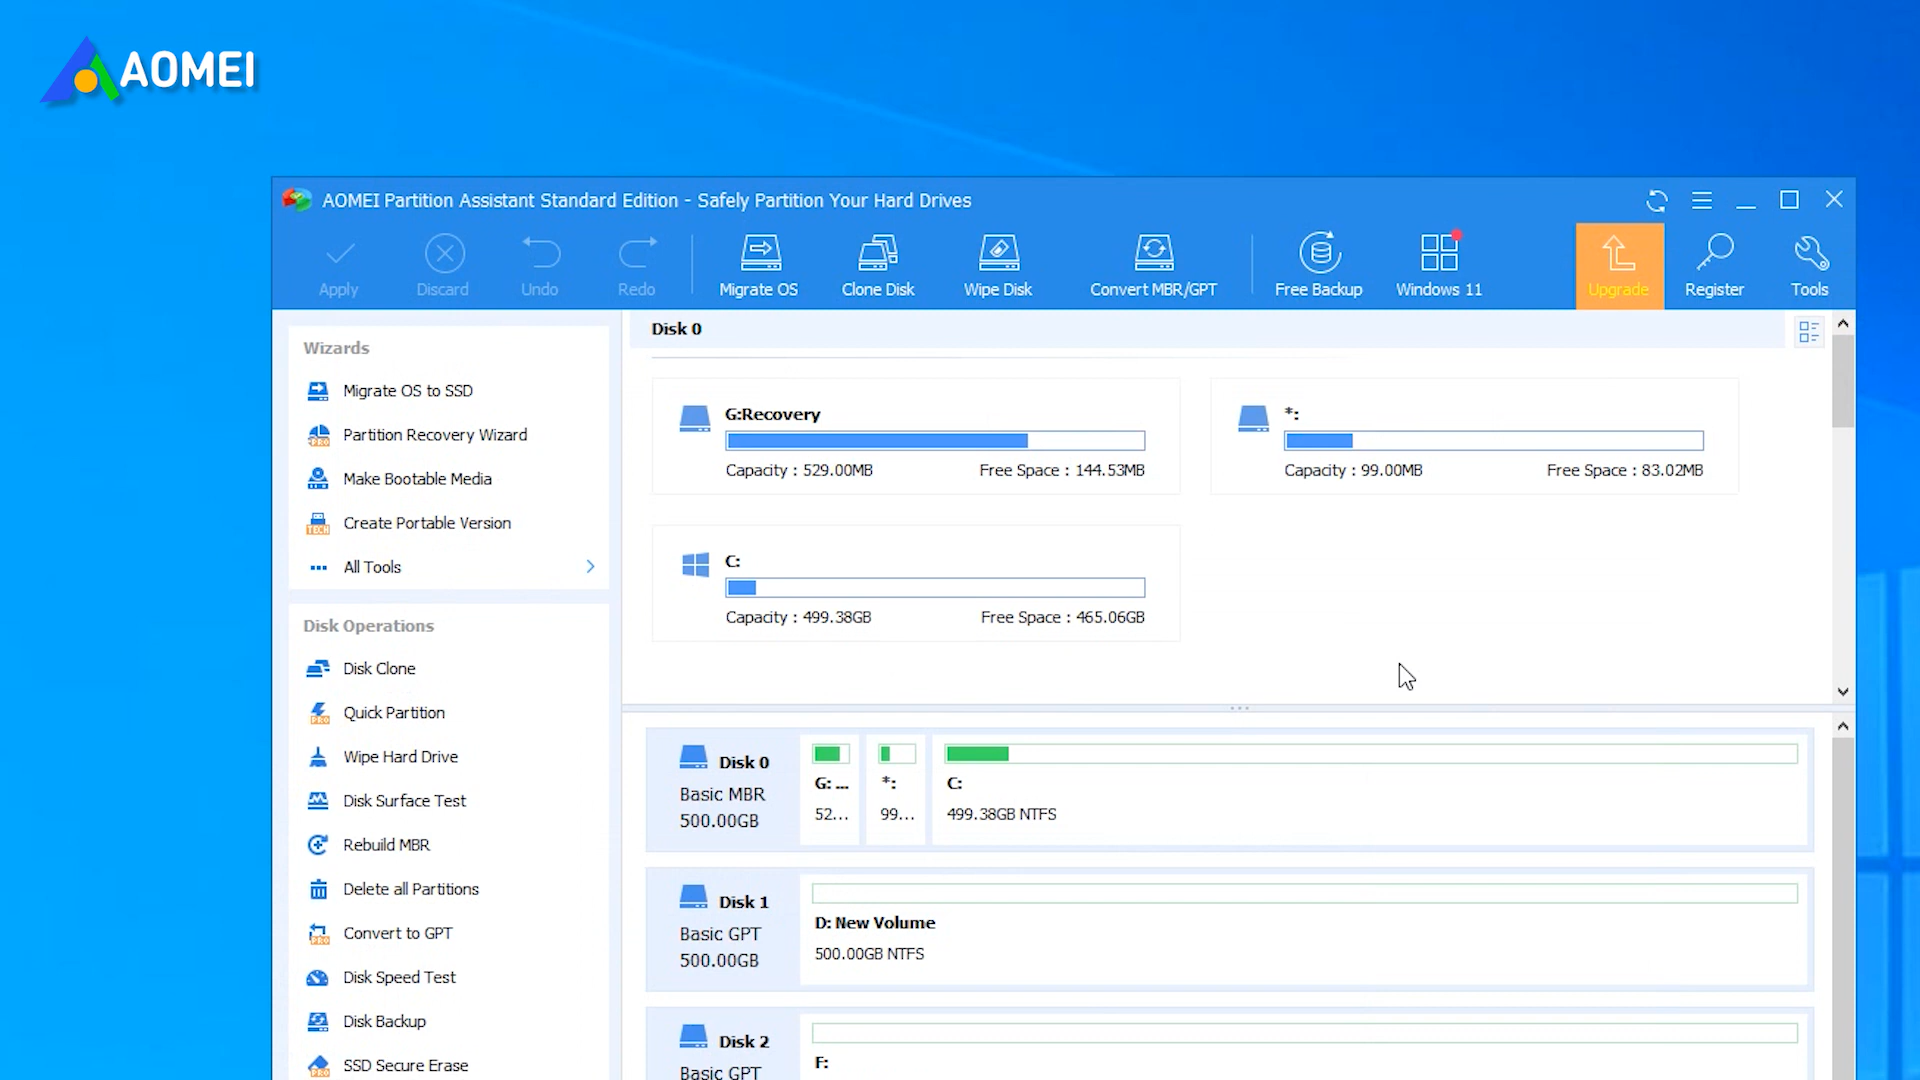 AOMEI
AOMEI Partition Assistant Standard Edition - Safely Partition Your Hard Drives
Apply
Discard
Undo
Redo
Migrate OS
Clone Disk
Wipe Disk
Convert MBR/GPT
Free Backup
Windows 11
Upgrade
Register
Tools
Wizards
Migrate OS to SSD
PRO
Partition Recovery Wizard
Make Bootable Media
TECH
Create Portable Version
All Tools
Disk Operations
Disk Clone
PRO
Quick Partition
Wipe Hard Drive
Disk Surface Test
Rebuild MBR
Delete all Partitions
PRO
Convert to GPT
Disk Speed Test
Disk Backup
PRO
SSD Secure Erase
Disk 0
G:Recovery
Capacity : 529.00MB
Free Space : 144.53MB
*:
Capacity : 99.00MB
Free Space : 83.02MB
C:
Capacity : 499.38GB
Free Space : 465.06GB
Disk 0
Basic MBR
500.00GB
G: ...
52...
*:
99...
C:
499.38GB NTFS
Disk 1
Basic GPT
500.00GB
D: New Volume
500.00GB NTFS
Disk 2
Basic GPT
F: